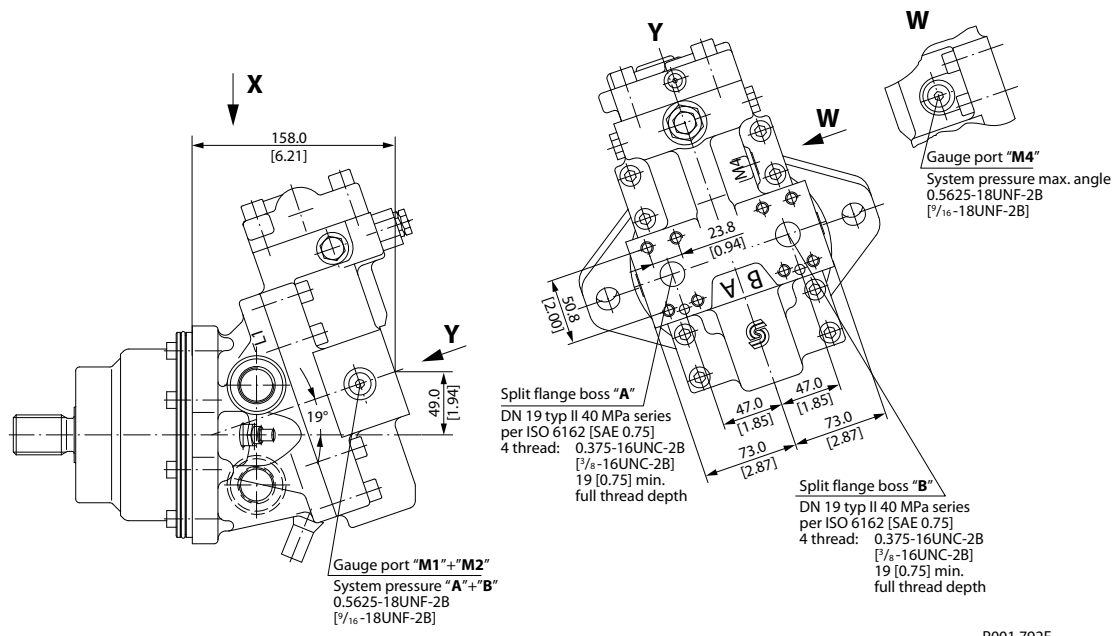 X
158.0
[6.21]
L1
19°
Y
49.0
[1.94]
Gauge port "M1"+"M2"
System pressure "A"+"B"
0.5625-18UNF-2B
[9/16-18UNF-2B]
Y
W
M4
23.8
[0.94]
B A
50.8
[2.00]
47.0
[1.85]
47.0
[1.85]
73.0
[2.87]
73.0
[2.87]
Split flange boss "A"
DN 19 typ II 40 MPa series
per ISO 6162 [SAE 0.75]
4 thread: 0.375-16UNC-2B
[3/8-16UNC-2B]
19 [0.75] min.
full thread depth
Split flange boss "B"
DN 19 typ II 40 MPa series
per ISO 6162 [SAE 0.75]
4 thread: 0.375-16UNC-2B
[3/8-16UNC-2B]
19 [0.75] min.
full thread depth
W
Gauge port "M4"
System pressure max. angle
0.5625-18UNF-2B
[9/16-18UNF-2B]